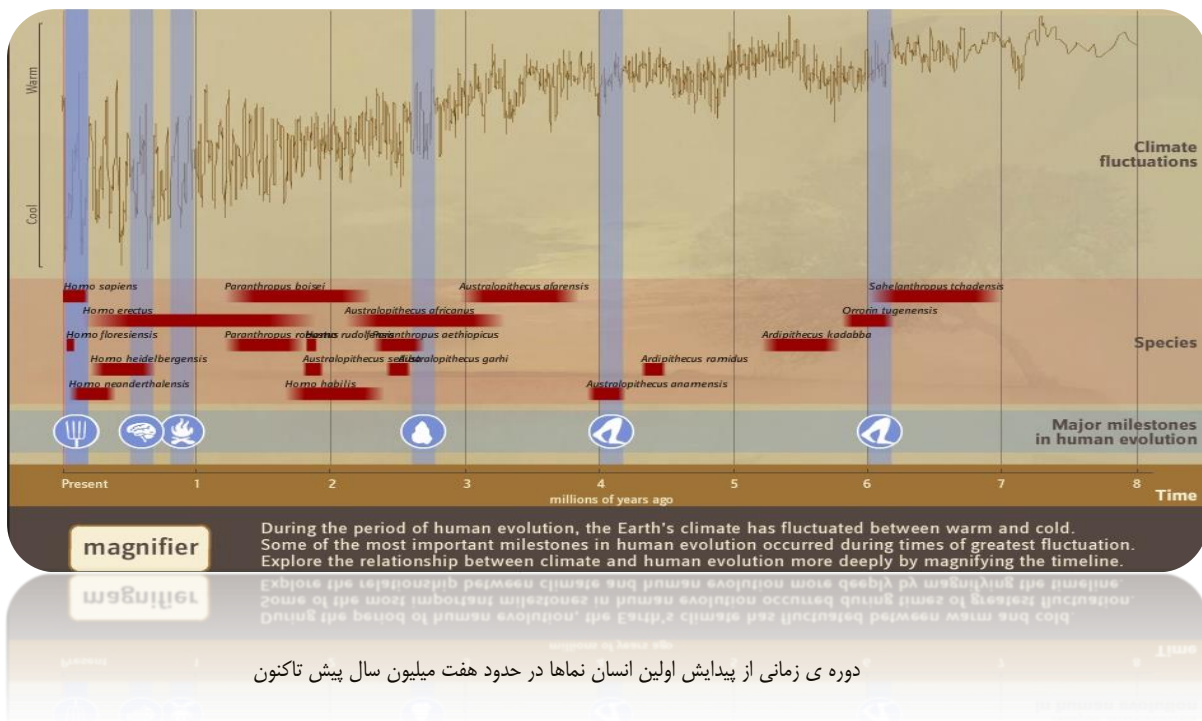 Warm
Cool
Climate
fluctuations
Homo sapiens
Paranthropus boisei
Australopithecus afarensis
Sahelanthropus tchadensis
Homo erectus
Australopithecus africanus
Orrorin tugenensis
Homo floresiensis
Paranthropus robustus
Homo rudolfensis
Paranthropus aethiopicus
Ardipithecus kadabba
Species
Homo heidelbergensis
Australopithecus sediba
Australopithecus garhi
Ardipithecus ramidus
Homo neanderthalensis
Homo habilis
Australopithecus anamensis
Major milestones
in human evolution
Present 1 2 3 4 5 6 7 8
millions of years ago
Time
magnifier
During the period of human evolution, the Earth's climate has fluctuated between warm and cold.
Some of the most important milestones in human evolution occurred during times of greatest fluctuation.
Explore the relationship between climate and human evolution more deeply by magnifying the timeline.
دوره ی زمانی از پیدایش اولین انسان نماها در حدود هفت میلیون سال پیش تاکنون